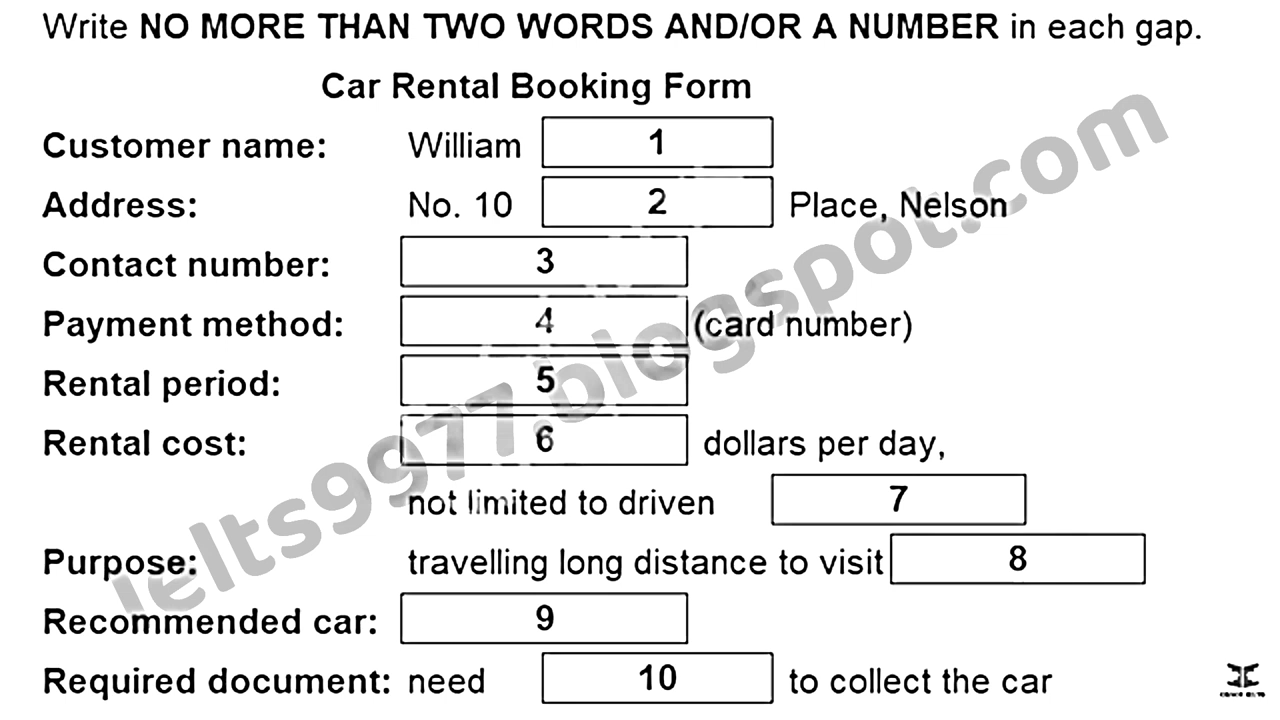 Write NO MORE THAN TWO WORDS AND/OR A NUMBER in each gap.
Car Rental Booking Form
Customer name: William 1
Address: No. 10 2 Place, Nelson
Contact number: 3
Payment method: 4 (card number)
Rental period: 5
Rental cost: 6 dollars per day,
not limited to driven 7
Purpose: travelling long distance to visit 8
Recommended car: 9
Required document: need 10 to collect the car
ielts9977.blogspot.com